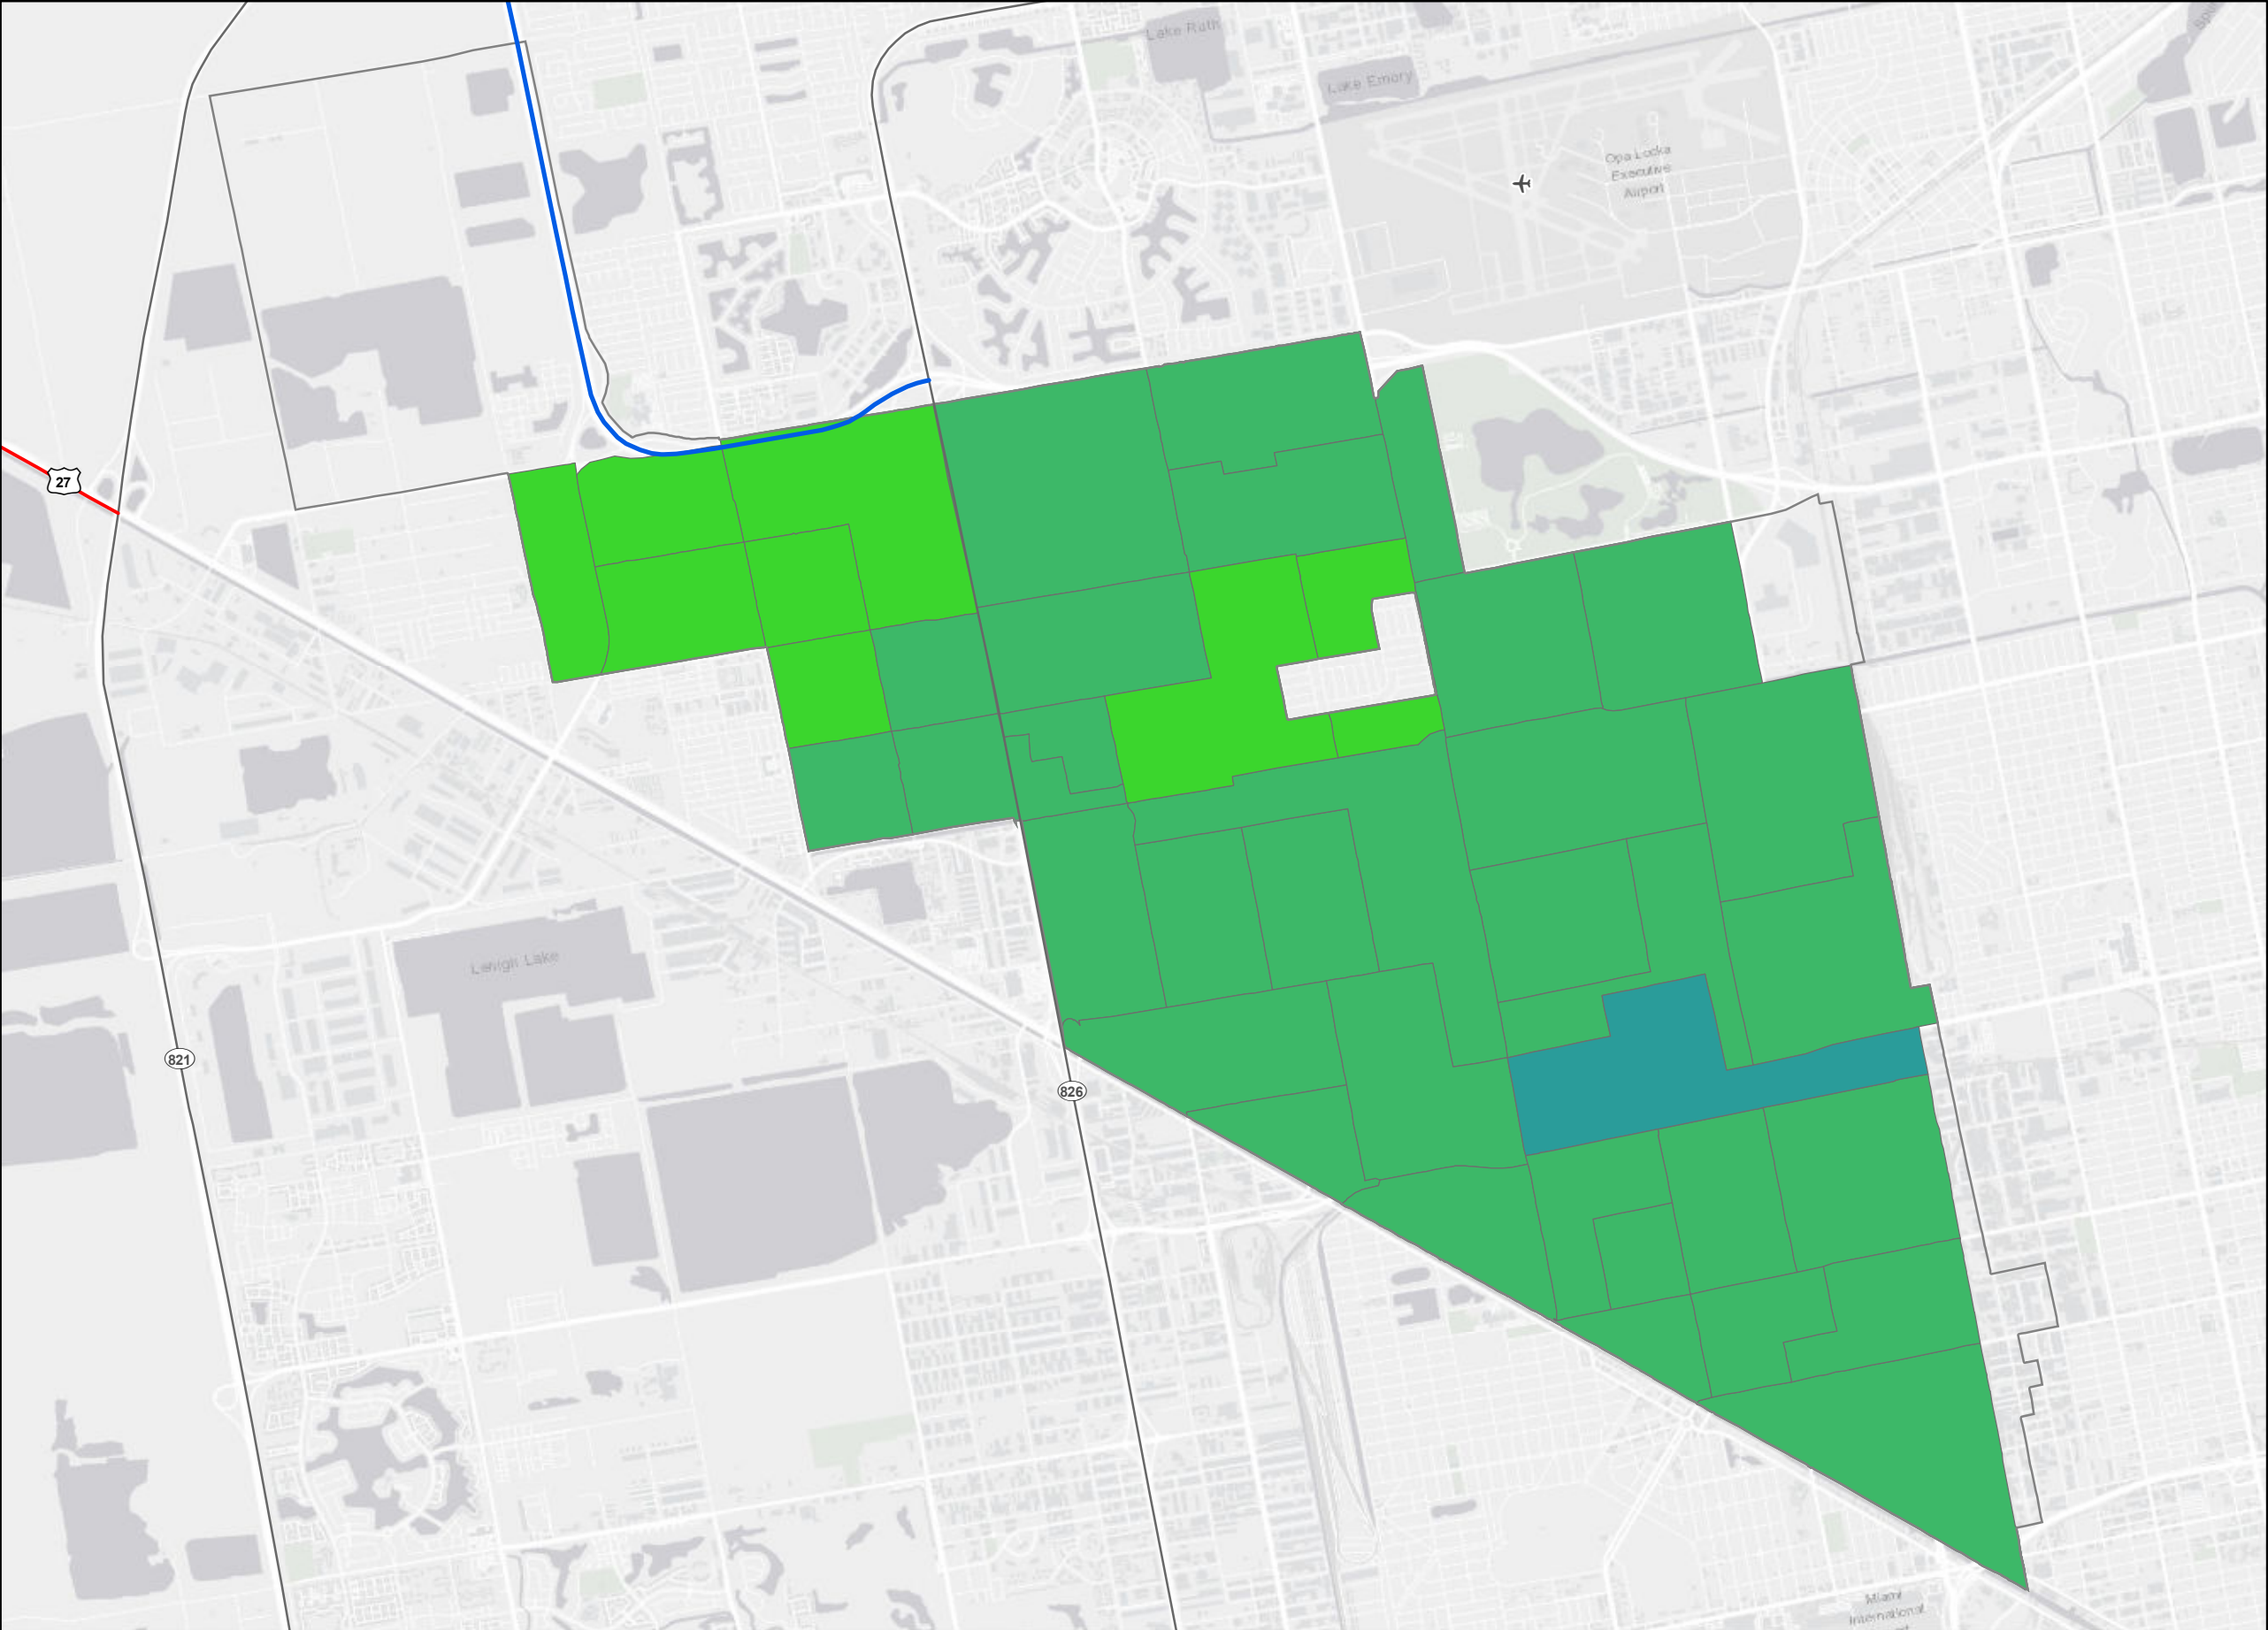 Lake Ruth
Lake Emory
Opa Locka
Executive
Airport
27
Lehigh Lake
821
826
Miami
International